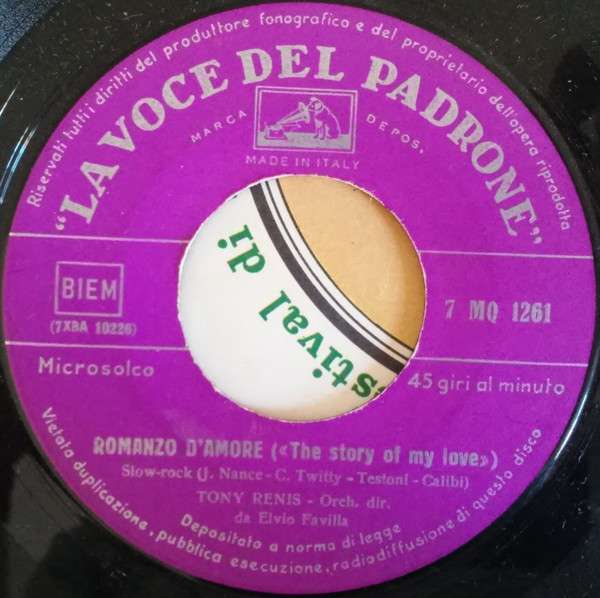 Riservati tutti i diritti del produttore fonografico e del proprietario dell'opera riprodotta
"LA VOCE DEL PADRONE"
MARCA DEPOS.
MADE IN ITALY
stival di
BIEM
(7XBA 10226)
7 MQ 1261
Microsolco
45 giri al minuto
ROMANZO D'AMORE («The story of my love»)
Slow-rock (J. Nance - C. Twitty - Testoni - Calibi)
TONY RENIS - Orch. dir.
da Elvio Favilla
Depositato a norma di legge
Vietata duplicazione, pubblica esecuzione, radiodiffusione di questo disco